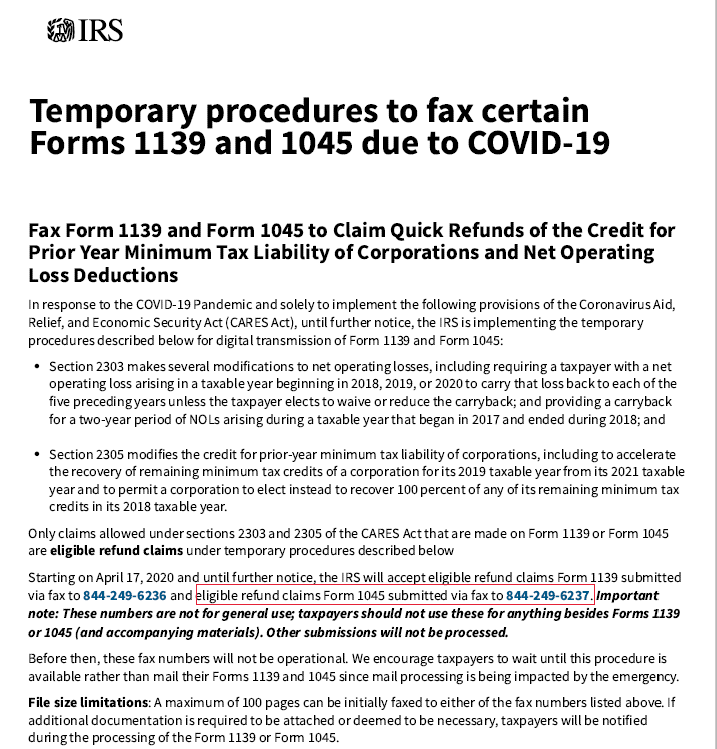 IRS
Temporary procedures to fax certain
Forms 1139 and 1045 due to COVID-19
Fax Form 1139 and Form 1045 to Claim Quick Refunds of the Credit for
Prior Year Minimum Tax Liability of Corporations and Net Operating
Loss Deductions
In response to the COVID-19 Pandemic and solely to implement the following provisions of the Coronavirus Aid,
Relief, and Economic Security Act (CARES Act), until further notice, the IRS is implementing the temporary
procedures described below for digital transmission of Form 1139 and Form 1045:
• Section 2303 makes several modifications to net operating losses, including requiring a taxpayer with a net
operating loss arising in a taxable year beginning in 2018, 2019, or 2020 to carry that loss back to each of the
five preceding years unless the taxpayer elects to waive or reduce the carryback; and providing a carryback
for a two-year period of NOLs arising during a taxable year that began in 2017 and ended during 2018; and
• Section 2305 modifies the credit for prior-year minimum tax liability of corporations, including to accelerate
the recovery of remaining minimum tax credits of a corporation for its 2019 taxable year from its 2021 taxable
year and to permit a corporation to elect instead to recover 100 percent of any of its remaining minimum tax
credits in its 2018 taxable year.
Only claims allowed under sections 2303 and 2305 of the CARES Act that are made on Form 1139 or Form 1045
are eligible refund claims under temporary procedures described below
Starting on April 17, 2020 and until further notice, the IRS will accept eligible refund claims Form 1139 submitted
via fax to 844-249-6236 and eligible refund claims Form 1045 submitted via fax to 844-249-6237. Important
note: These numbers are not for general use; taxpayers should not use these for anything besides Forms 1139
or 1045 (and accompanying materials). Other submissions will not be processed.
Before then, these fax numbers will not be operational. We encourage taxpayers to wait until this procedure is
available rather than mail their Forms 1139 and 1045 since mail processing is being impacted by the emergency.
File size limitations: A maximum of 100 pages can be initially faxed to either of the fax numbers listed above. If
additional documentation is required to be attached or deemed to be necessary, taxpayers will be notified
during the processing of the Form 1139 or Form 1045.